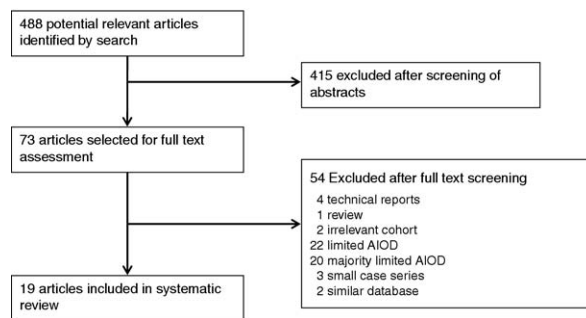 488 potential relevant articles
identified by search
415 excluded after screening of
abstracts
73 articles selected for full text
assessment
54 Excluded after full text screening
4 technical reports
1 review
2 irrelevant cohort
22 limited AIOD
20 majority limited AIOD
3 small case series
2 similar database
19 articles included in systematic
review